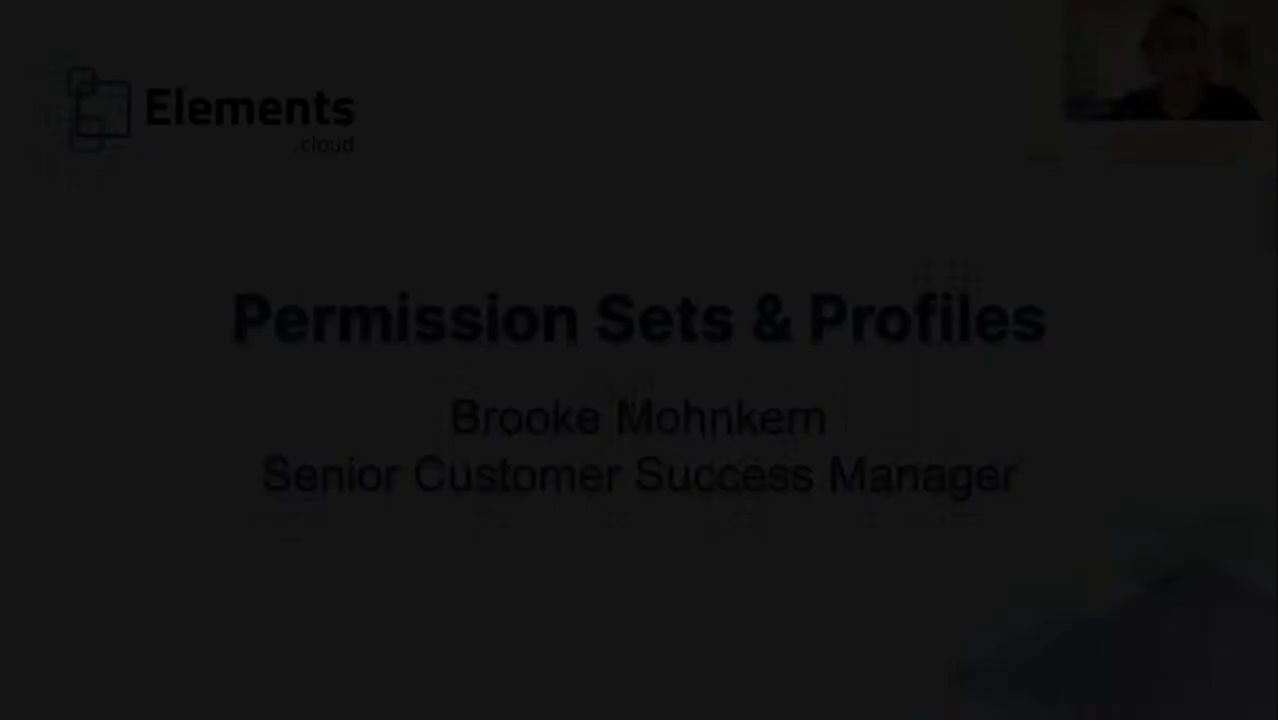 Elements
.cloud
Permission Sets & Profiles
Brooke Mohnkern
Senior Customer Success Manager